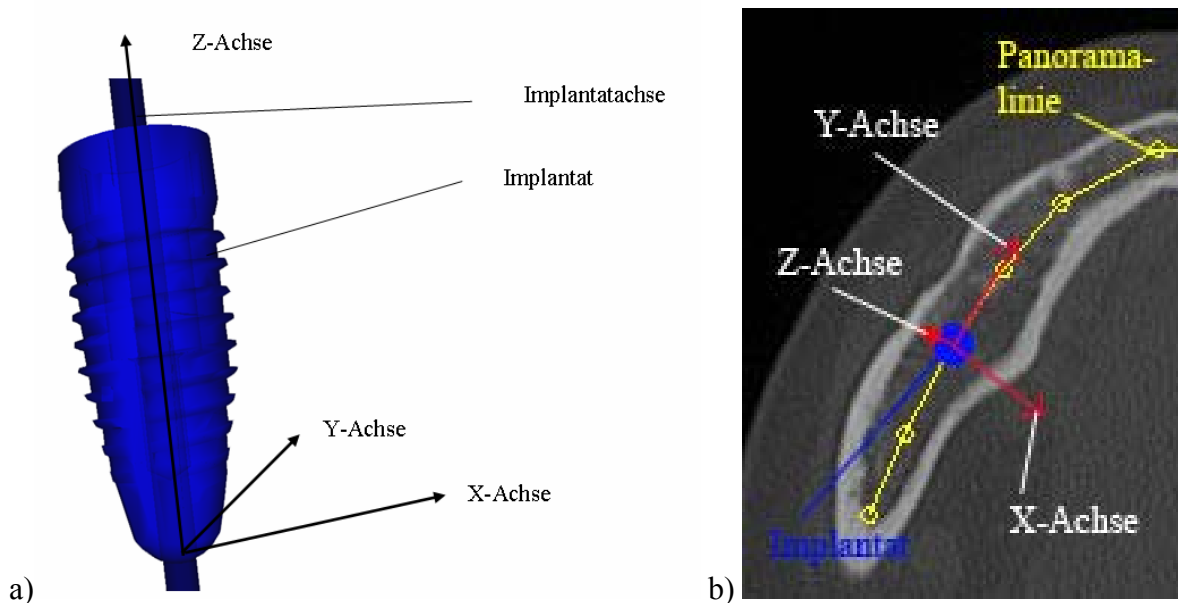 Z-Achse
Implantatachse
Implantat
Y-Achse
X-Achse
a)
Panorama-
linie
Y-Achse
Z-Achse
X-Achse
Implantat
b)